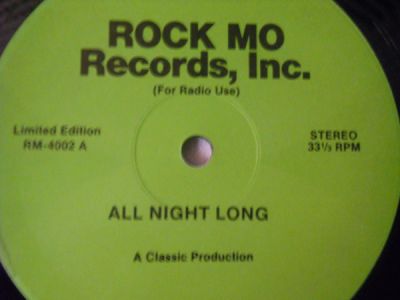 ROCK MO
Records, Inc.
(For Radio Use)
Limited Edition
RM-4002 A
STEREO
33⅓ RPM
ALL NIGHT LONG
A Classic Production